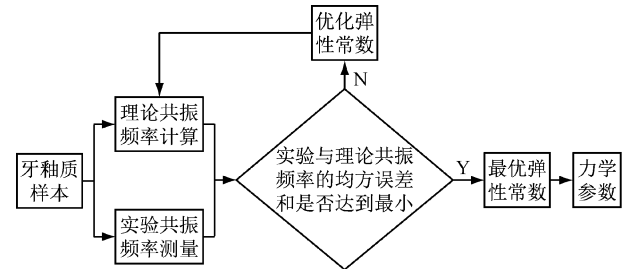 优化弹
性常数
N
理论共振
频率计算
牙釉质
样本
实验共振
频率测量
实验与理论共振
频率的均方误差
和是否达到最小
Y
最优弹
性常数
力学
参数